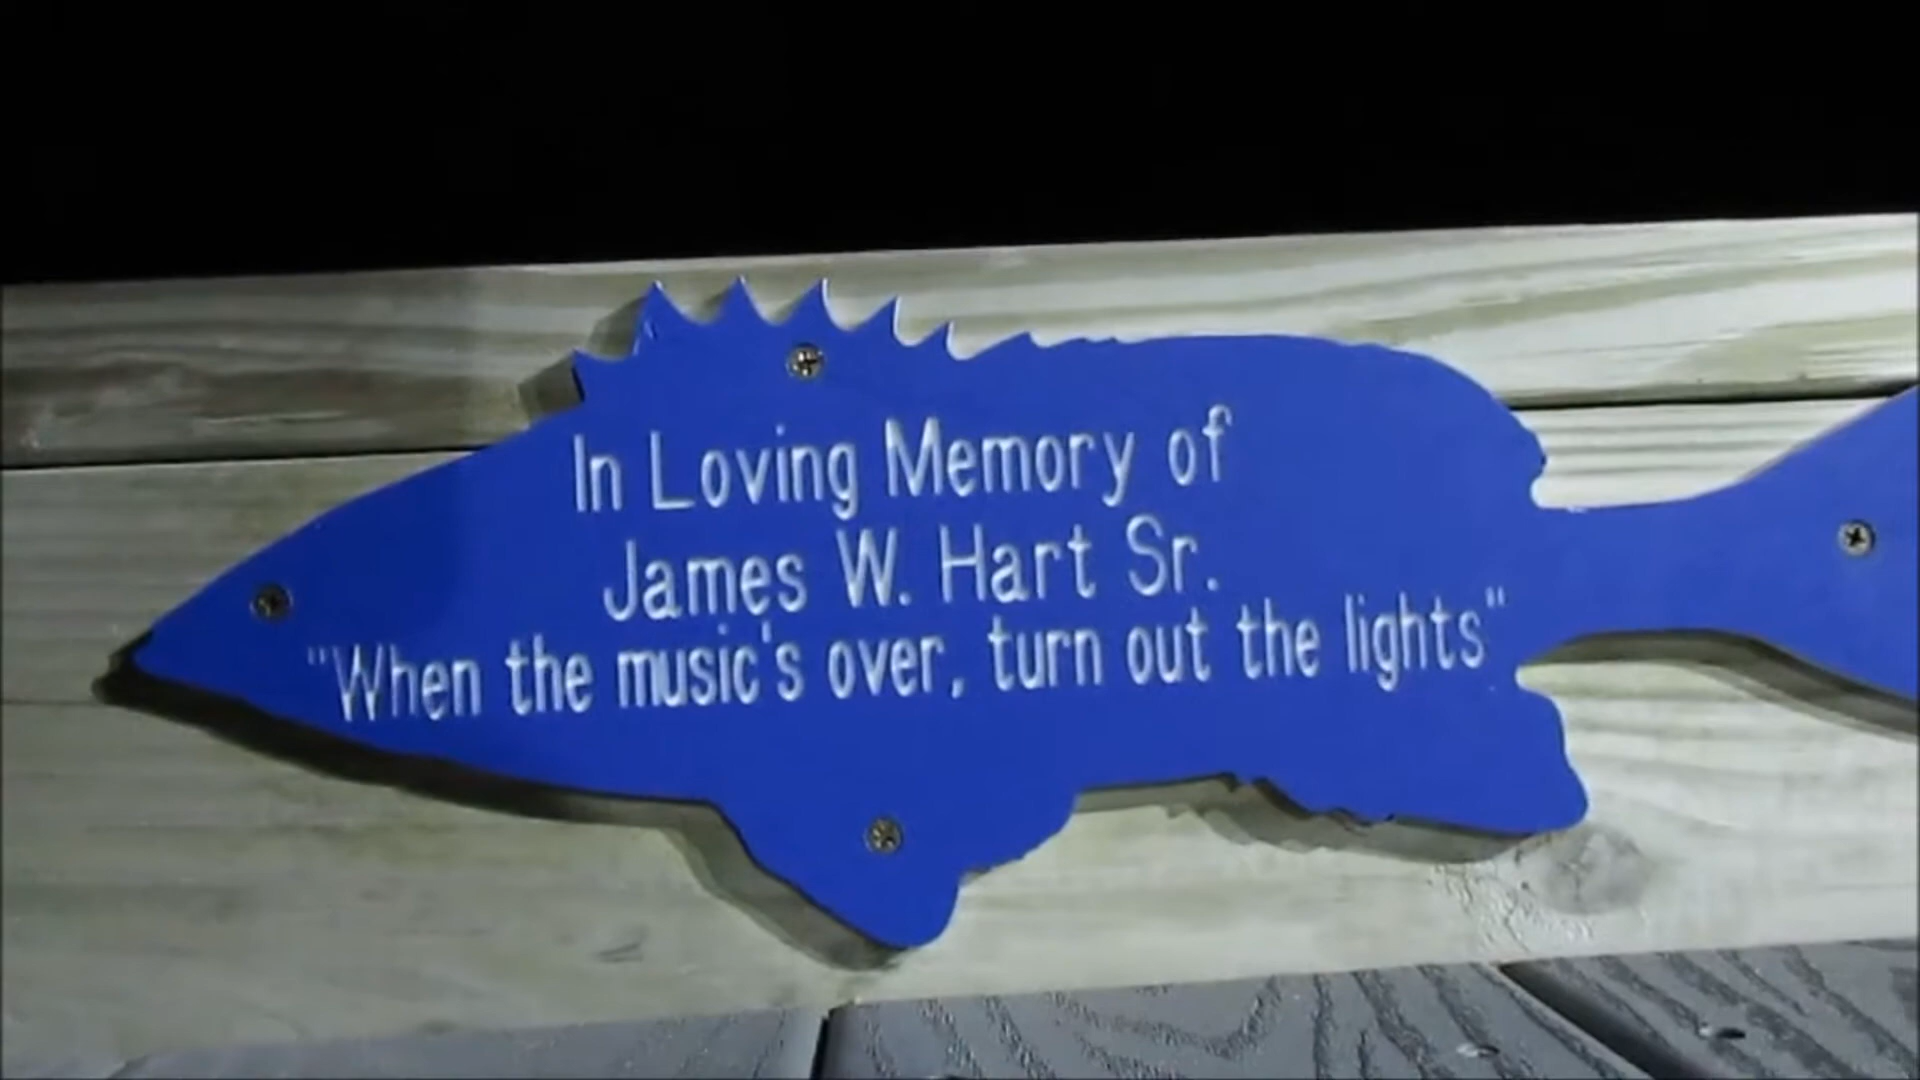 In Loving Memory of
James W. Hart Sr.
"When the music's over, turn out the lights"